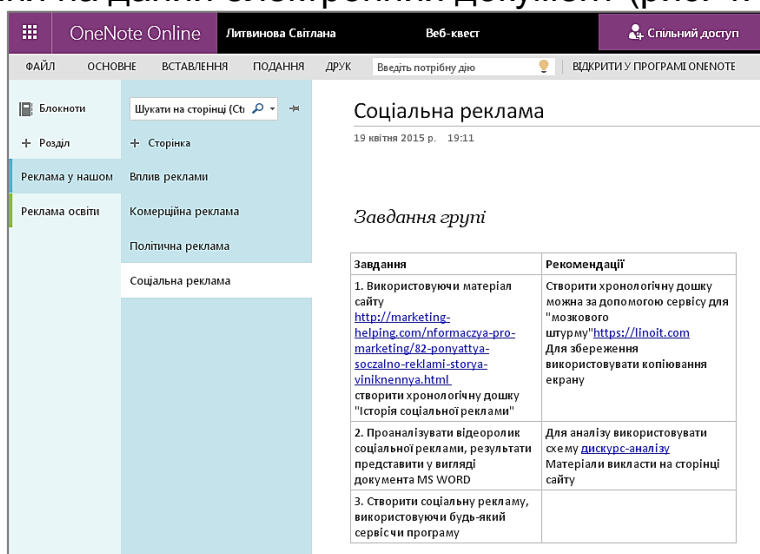 на даний електронний документ (рис.
OneNote Online Литвинова Світлана Веб-квест Спільний доступ
ФАЙЛ ОСНОВНЕ ВСТАВЛЕННЯ ПОДАННЯ ДРУК Введіть потрібну дію ВІДКРИТИ У ПРОГРАМІ ONENOTE
Блокноти
+ Розділ
Реклама у нашом
Реклама освіти
Шукати на сторінці (Ct
+ Сторінка
Вплив реклами
Комерційна реклама
Політична реклама
Соціальна реклама
Соціальна реклама
19 квітня 2015 р. 19:11
Завдання групі
Завдання
Рекомендації
1. Використовуючи матеріал
сайту
http://marketing-
helping.com/nformaczya-pro-
marketing/82-ponyattya-
soczalno-reklami-storya-
viniknennya.html
створити хронологічну дошку
"Історія соціальної реклами"
Створити хронологічну дошку
можна за допомогою сервісу для
"мозкового
штурму"https://linoit.com
Для збереження
використовувати копіювання
екрану
2. Проаналізувати відеоролик
соціальної реклами, результати
представити у вигляді
документа MS WORD
Для аналізу використовувати
схему дискурс-аналізу
Матеріали викласти на сторінці
сайту
3. Створити соціальну рекламу,
використовуючи будь-який
сервіс чи програму